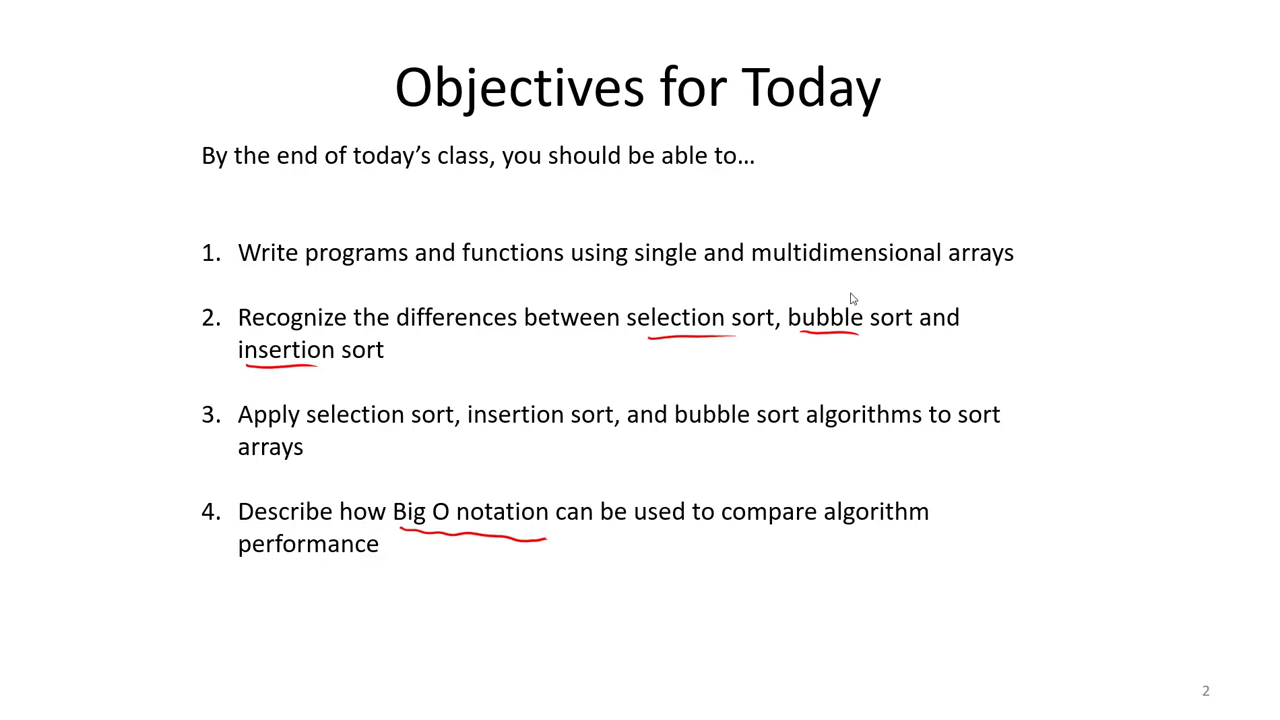 Objectives for Today
By the end of today’s class, you should be able to…
1. Write programs and functions using single and multidimensional arrays
2. Recognize the differences between selection sort, bubble sort and
insertion sort
3. Apply selection sort, insertion sort, and bubble sort algorithms to sort
arrays
4. Describe how Big O notation can be used to compare algorithm
performance
2